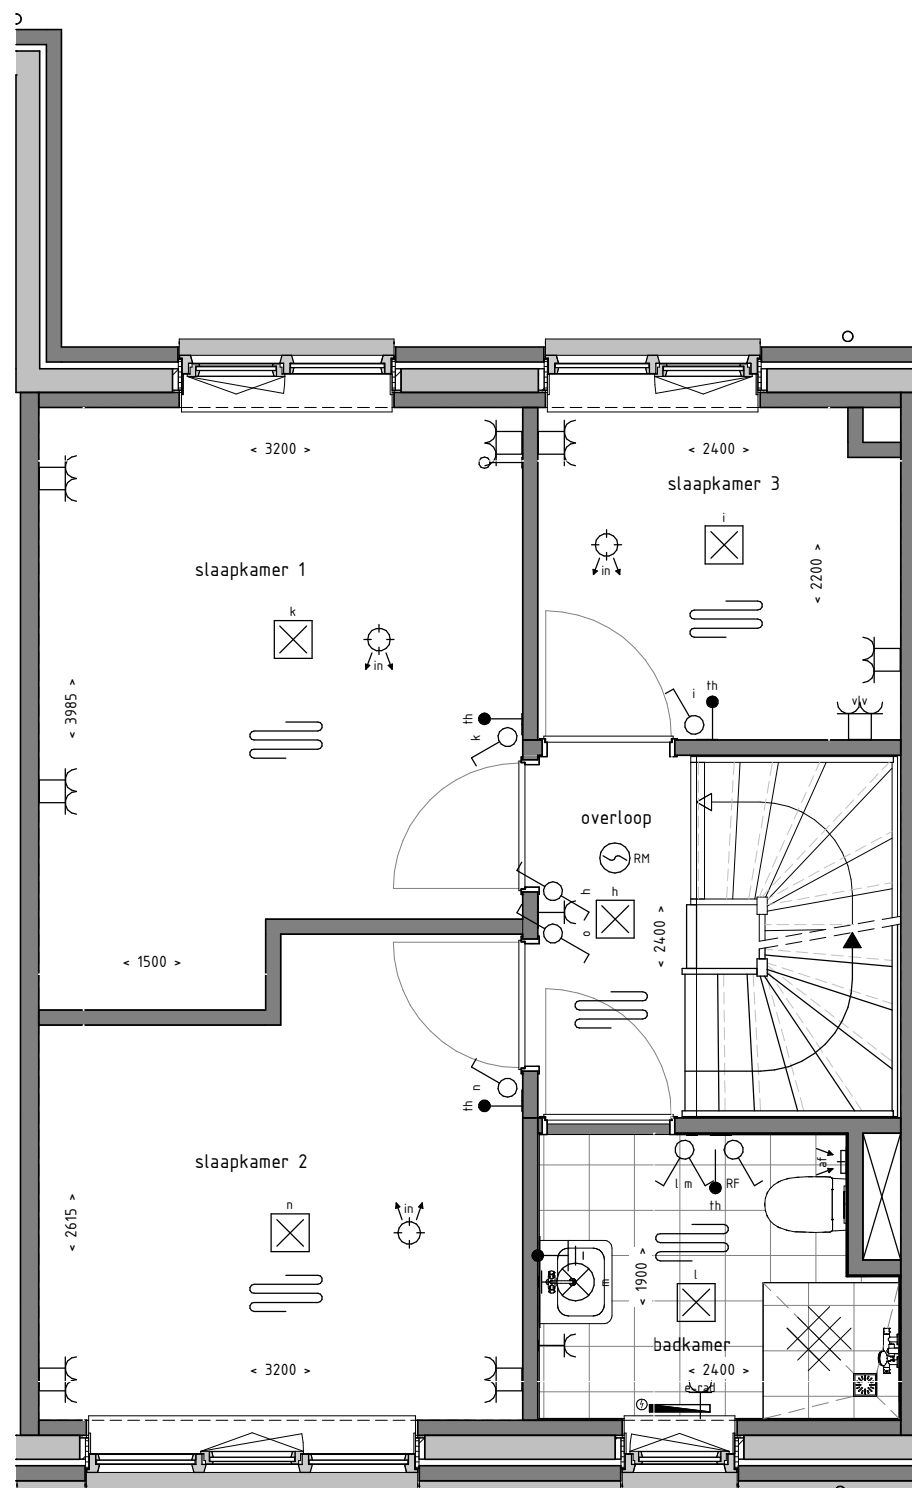 < 3200 >
< 2400 >
slaapkamer 3
i
in
< 2200 >
slaapkamer 1
k
in
< 3985 >
th
k
i
th
vlv
overloop
RM
h
h
o
< 2400 >
< 1500 >
n
th
slaapkamer 2
n
in
< 2615 >
l m
RF
th
af
l
m
< 1900 >
l
badkamer
< 3200 >
< 2400 >
e rad